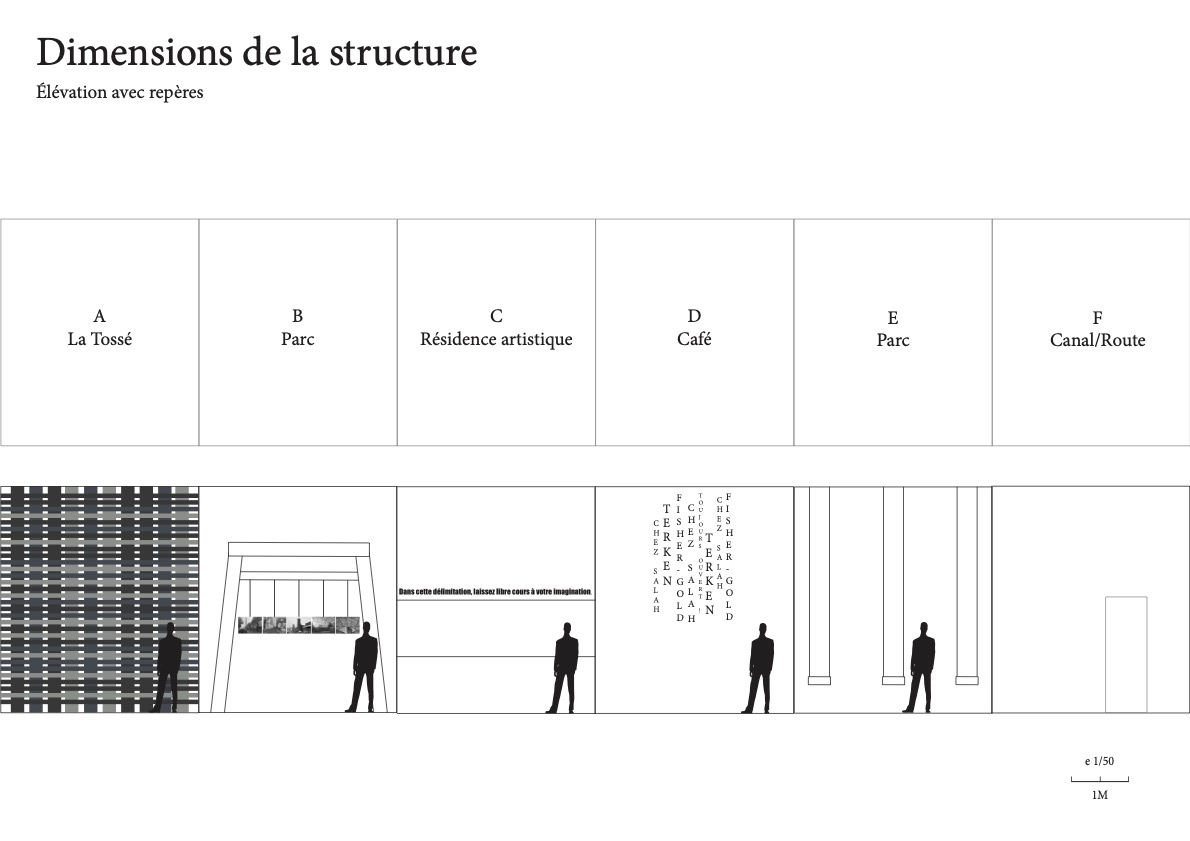 Dimensions de la structure
Élévation avec repères
A
La Tossé
B
Parc
C
Résidence artistique
D
Café
E
Parc
F
Canal/Route
Dans cette délimitation, laissez libre cours à votre imagination.
CHEZ SALAH
TERKEN
FISHER-GOLD
CHEZ SALAH
TOUJOURS OUVERT !
TERKEN
CHEZ SALAH
FISHER-GOLD
e 1/50
1M